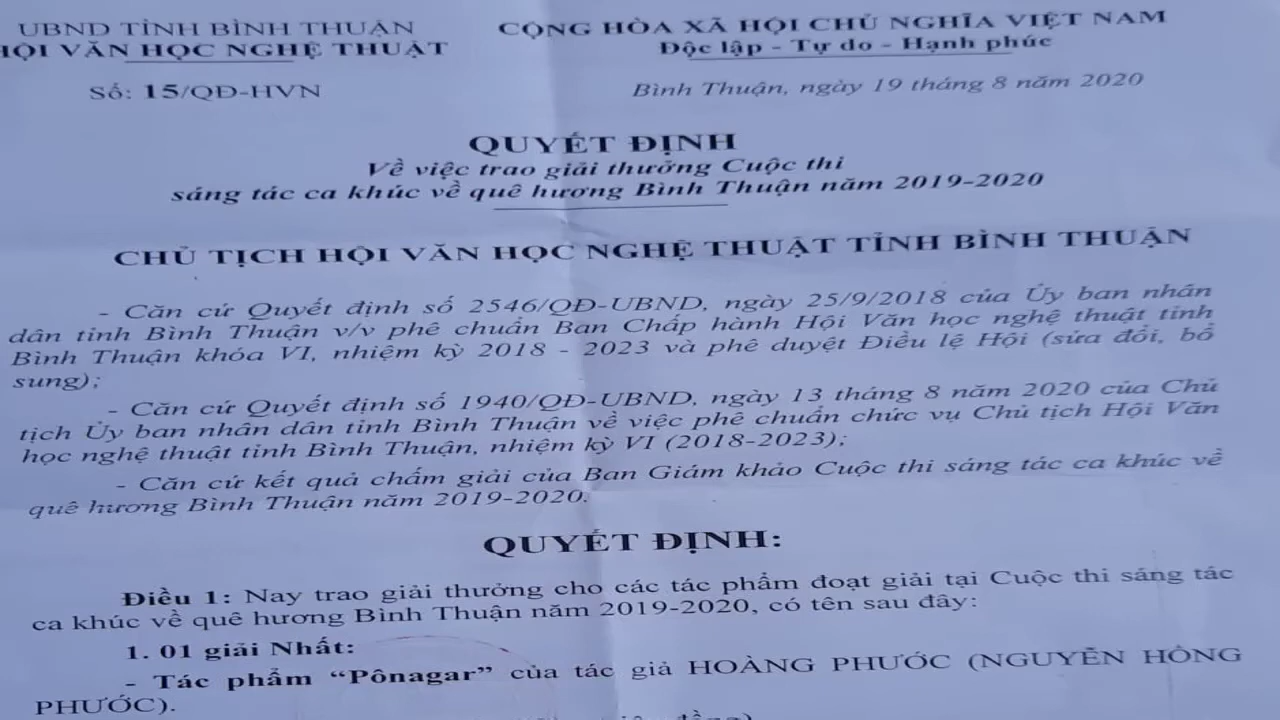 UBND TỈNH BÌNH THUẬN
HỘI VĂN HỌC NGHỆ THUẬT
CỘNG HÒA XÃ HỘI CHỦ NGHĨA VIỆT NAM
Độc lập - Tự do - Hạnh phúc
Số: 15/QĐ-HVN
Bình Thuận, ngày 19 tháng 8 năm 2020
QUYẾT ĐỊNH
Về việc trao giải thưởng Cuộc thi
sáng tác ca khúc về quê hương Bình Thuận năm 2019-2020
CHỦ TỊCH HỘI VĂN HỌC NGHỆ THUẬT TỈNH BÌNH THUẬN
- Căn cứ Quyết định số 2546/QĐ-UBND, ngày 25/9/2018 của Ủy ban nhân
dân tỉnh Bình Thuận v/v phê chuẩn Ban Chấp hành Hội Văn học nghệ thuật tỉnh
Bình Thuận khóa VI, nhiệm kỳ 2018 - 2023 và phê duyệt Điều lệ Hội (sửa đổi, bổ
sung);
- Căn cứ Quyết định số 1940/QĐ-UBND, ngày 13 tháng 8 năm 2020 của Chủ
tịch Ủy ban nhân dân tỉnh Bình Thuận về việc phê chuẩn chức vụ Chủ tịch Hội Văn
học nghệ thuật tỉnh Bình Thuận, nhiệm kỳ VI (2018-2023);
- Căn cứ kết quả chấm giải của Ban Giám khảo Cuộc thi sáng tác ca khúc về
quê hương Bình Thuận năm 2019-2020.
QUYẾT ĐỊNH:
Điều 1: Nay trao giải thưởng cho các tác phẩm đoạt giải tại Cuộc thi sáng tác
ca khúc về quê hương Bình Thuận năm 2019-2020, có tên sau đây:
1. 01 giải Nhất:
- Tác phẩm “Pônagar” của tác giả HOÀNG PHƯỚC (NGUYỄN HỒNG
PHƯỚC).